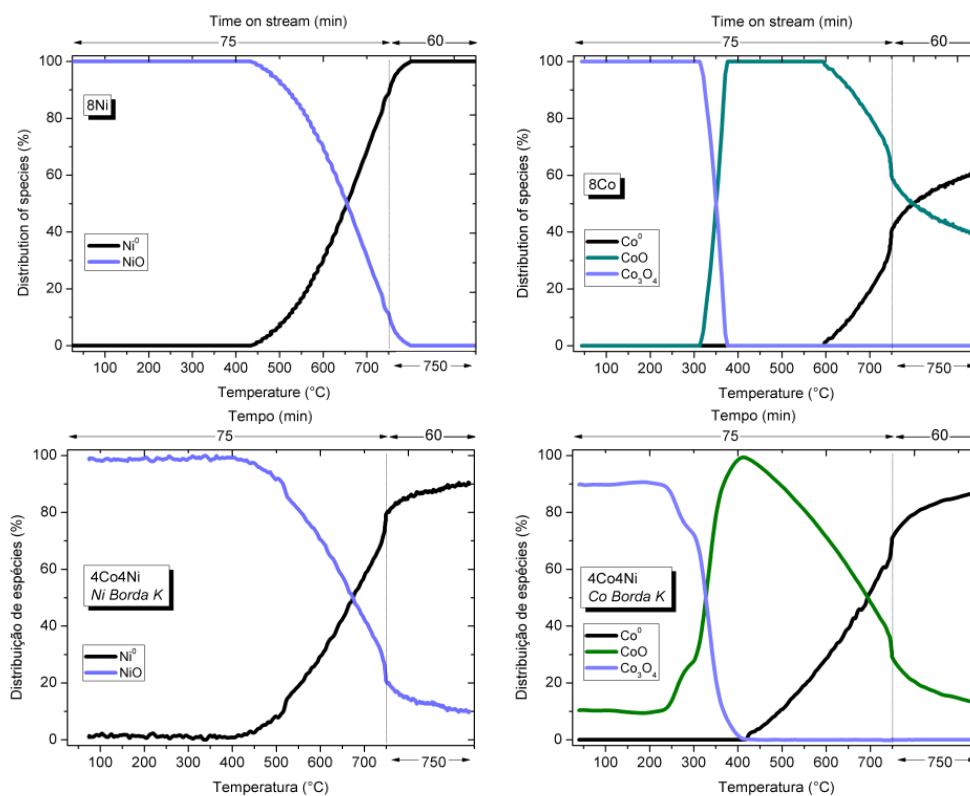 Time on stream (min)
75
60
100
80
60
40
20
0
Distribution of species (%)
8Ni
Ni⁰
NiO
100 200 300 400 500 600 700
750
Temperature (°C)
Time on stream (min)
75
60
100
80
60
40
20
0
Distribution of species (%)
8Co
Co⁰
CoO
Co₃O₄
100 200 300 400 500 600 700
750
Temperature (°C)
Tempo (min)
75
60
100
80
60
40
20
0
Distribuição de espécies (%)
4Co4Ni
Ni Borda K
Ni⁰
NiO
100 200 300 400 500 600 700
750
Temperatura (°C)
Tempo (min)
75
60
100
80
60
40
20
0
Distribuição de espécies (%)
4Co4Ni
Co Borda K
Co⁰
CoO
Co₃O₄
100 200 300 400 500 600 700
750
Temperatura (°C)